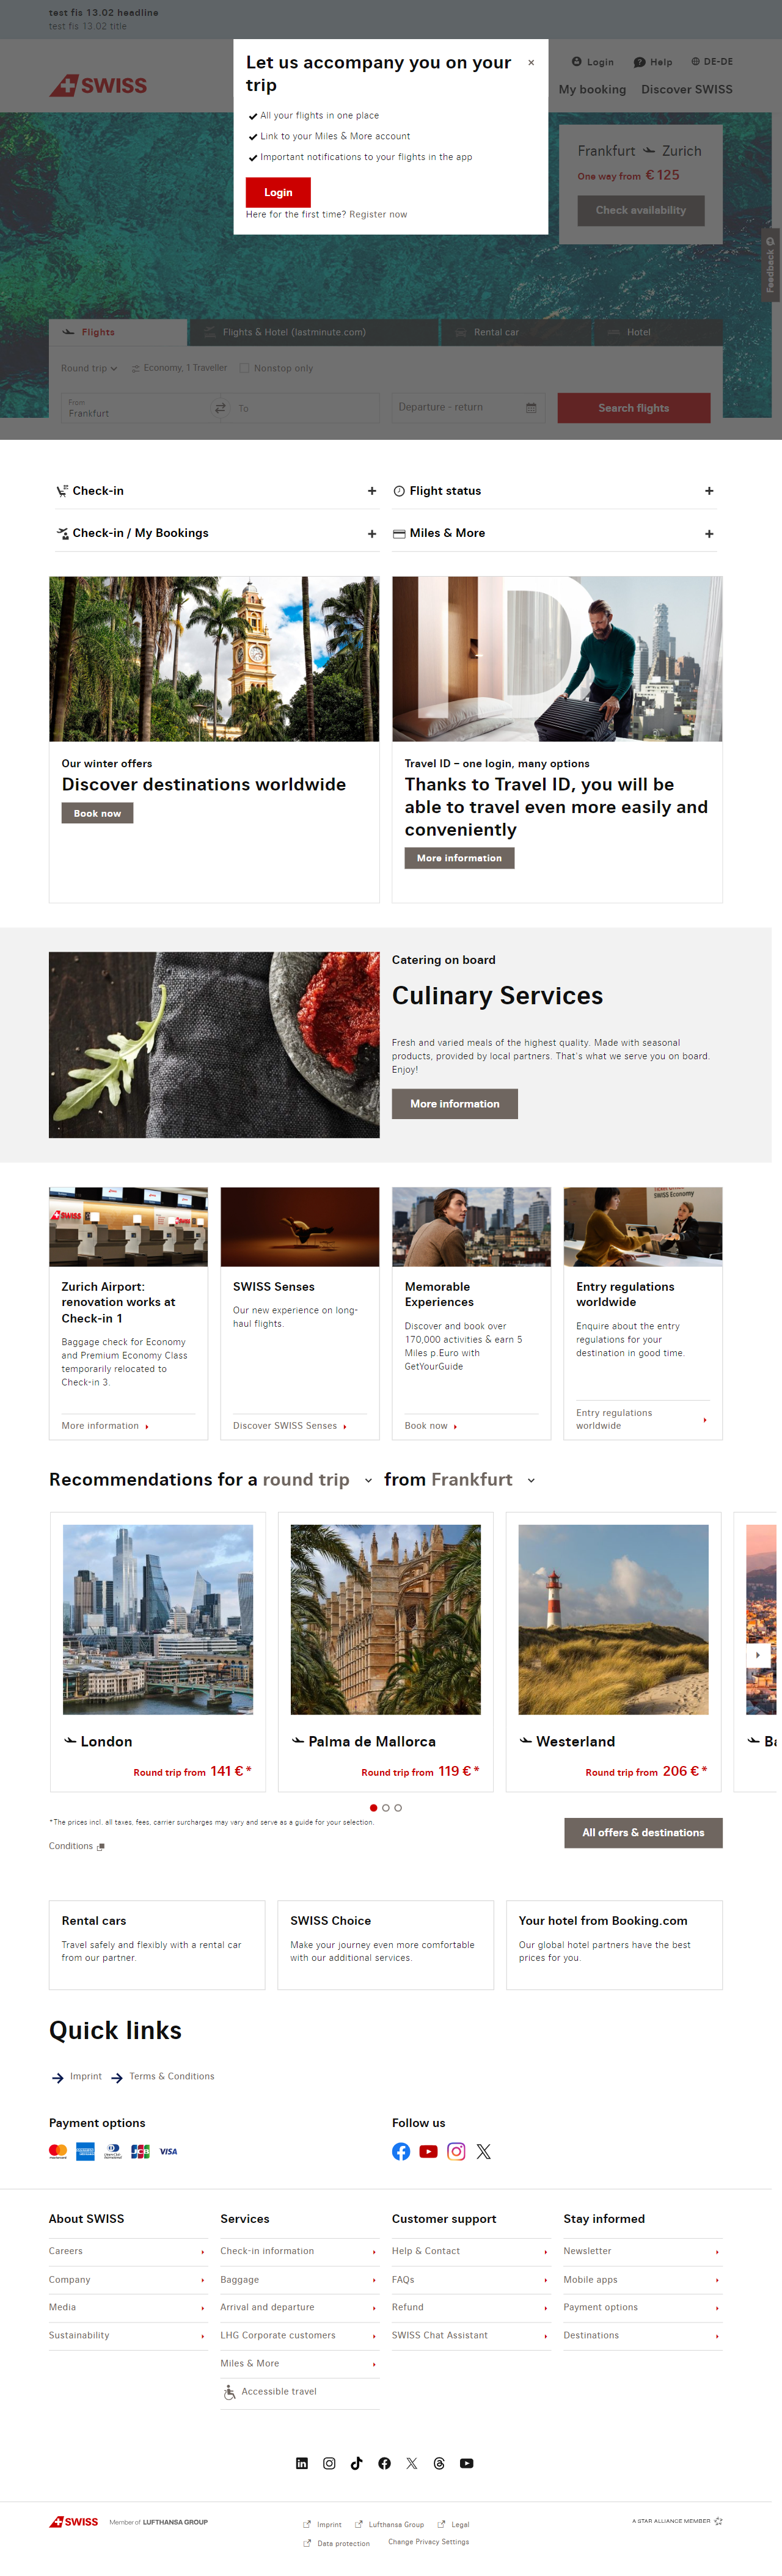 test fis 13.02 headline
test fis 13.02 title
Let us accompany you on your
trip
All your flights in one place
Link to your Miles & More account
Important notifications to your flights in the app
Login
Here for the first time? Register now
SWISS
Login
Help
DE-DE
My booking
Discover SWISS
Frankfurt Zurich
One way from € 125
Check availability
Feedback
Flights
Flights & Hotel (lastminute.com)
Rental car
Hotel
Round trip
Economy, 1 Traveller
Nonstop only
From
Frankfurt
To
Departure - return
Search flights
Check-in
Flight status
Check-in / My Bookings
Miles & More
Our winter offers
Discover destinations worldwide
Book now
Travel ID – one login, many options
Thanks to Travel ID, you will be
able to travel even more easily and
conveniently
More information
Catering on board
Culinary Services
Fresh and varied meals of the highest quality. Made with seasonal
products, provided by local partners. That's what we serve you on board.
Enjoy!
More information
SWISS
SWISS Economy
Zurich Airport:
renovation works at
Check-in 1
Baggage check for Economy
and Premium Economy Class
temporarily relocated to
Check-in 3.
More information
SWISS Senses
Our new experience on long-
haul flights.
Discover SWISS Senses
Memorable
Experiences
Discover and book over
170,000 activities & earn 5
Miles p.Euro with
GetYourGuide
Book now
Entry regulations
worldwide
Enquire about the entry
regulations for your
destination in good time.
Entry regulations
worldwide
Recommendations for a round trip from Frankfurt
London
Round trip from 141 € *
Palma de Mallorca
Round trip from 119 € *
Westerland
Round trip from 206 € *
Ba
*The prices incl. all taxes, fees, carrier surcharges may vary and serve as a guide for your selection.
Conditions
All offers & destinations
Rental cars
Travel safely and flexibly with a rental car
from our partner.
SWISS Choice
Make your journey even more comfortable
with our additional services.
Your hotel from Booking.com
Our global hotel partners have the best
prices for you.
Quick links
Imprint
Terms & Conditions
Payment options
JCB
VISA
Follow us
About SWISS
Careers
Company
Media
Sustainability
Services
Check-in information
Baggage
Arrival and departure
LHG Corporate customers
Miles & More
Accessible travel
Customer support
Help & Contact
FAQs
Refund
SWISS Chat Assistant
Stay informed
Newsletter
Mobile apps
Payment options
Destinations
SWISS
Member of LUFTHANSA GROUP
Imprint
Lufthansa Group
Legal
Data protection
Change Privacy Settings
A STAR ALLIANCE MEMBER